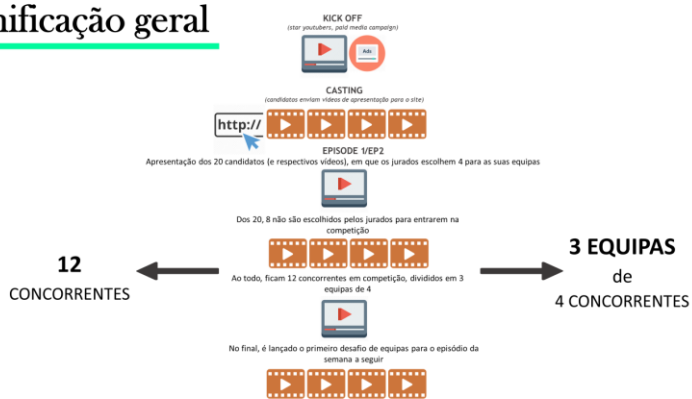 nificação geral
KICK OFF
(star youtubers, paid media campaign)
Ads
CASTING
(candidatos enviam vídeos de apresentação para o site)
http://
EPISODE 1/EP2
Apresentação dos 20 candidatos (e respectivos vídeos), em que os jurados escolhem 4 para as suas equipas
Dos 20, 8 não são escolhidos pelos jurados para entrarem na
competição
12
CONCORRENTES
Ao todo, ficam 12 concorrentes em competição, divididos em 3
equipas de 4
3 EQUIPAS
de
4 CONCORRENTES
No final, é lançado o primeiro desafio de equipas para o episódio da
semana a seguir